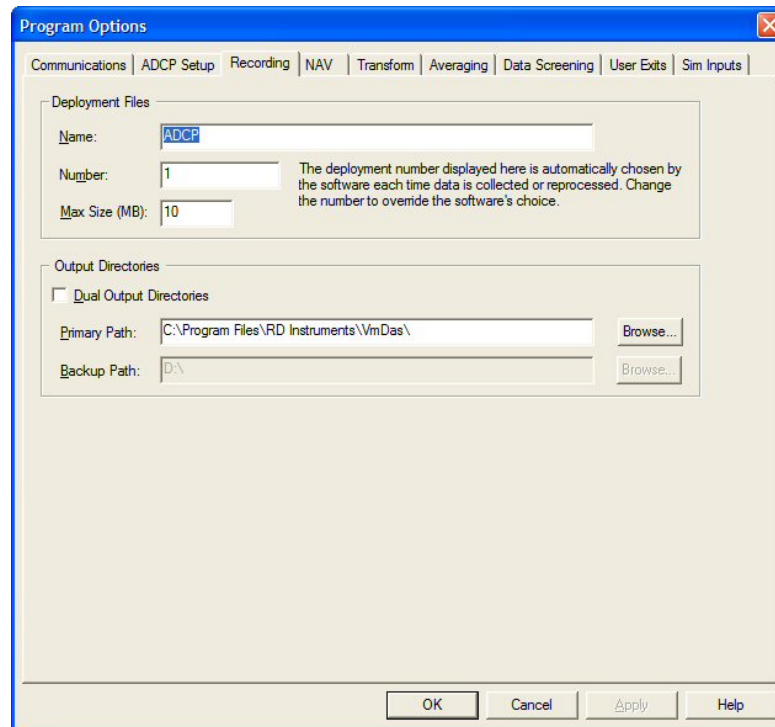 Program Options
Communications
ADCP Setup
Recording
NAV
Transform
Averaging
Data Screening
User Exits
Sim Inputs
Deployment Files
Name:
ADCP
Number:
1
The deployment number displayed here is automatically chosen by
the software each time data is collected or reprocessed. Change
the number to override the software's choice.
Max Size (MB):
10
Output Directories
Dual Output Directories
Primary Path:
C:\Program Files\RD Instruments\VmDas\
Browse...
Backup Path:
D:\
Browse...
OK
Cancel
Apply
Help